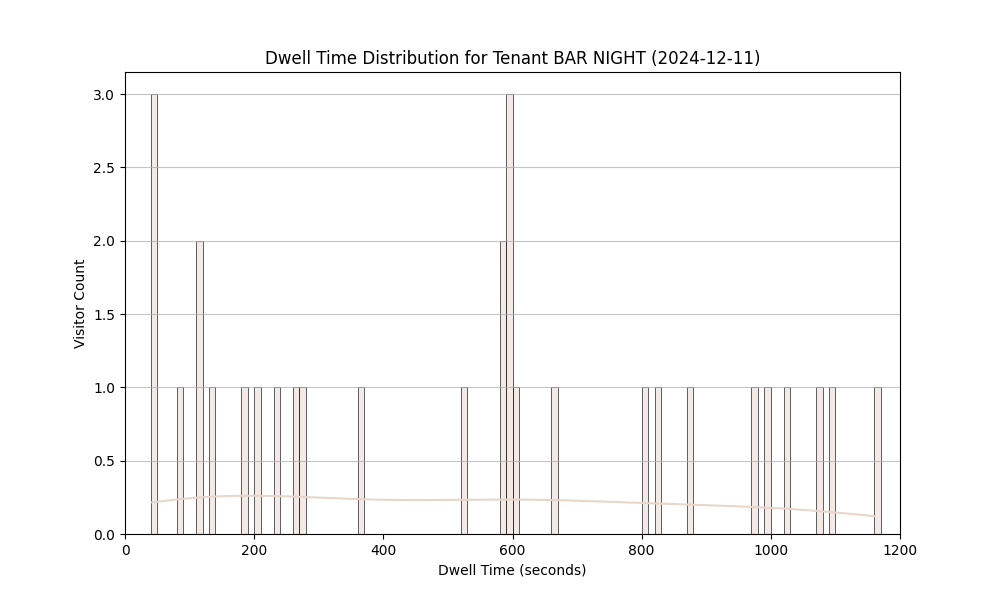 Dwell Time Distribution for Tenant BAR NIGHT (2024-12-11)
3.0
2.5
2.0
1.5
1.0
0.5
0.0
Visitor Count
0 200 400 600 800 1000 1200
Dwell Time (seconds)